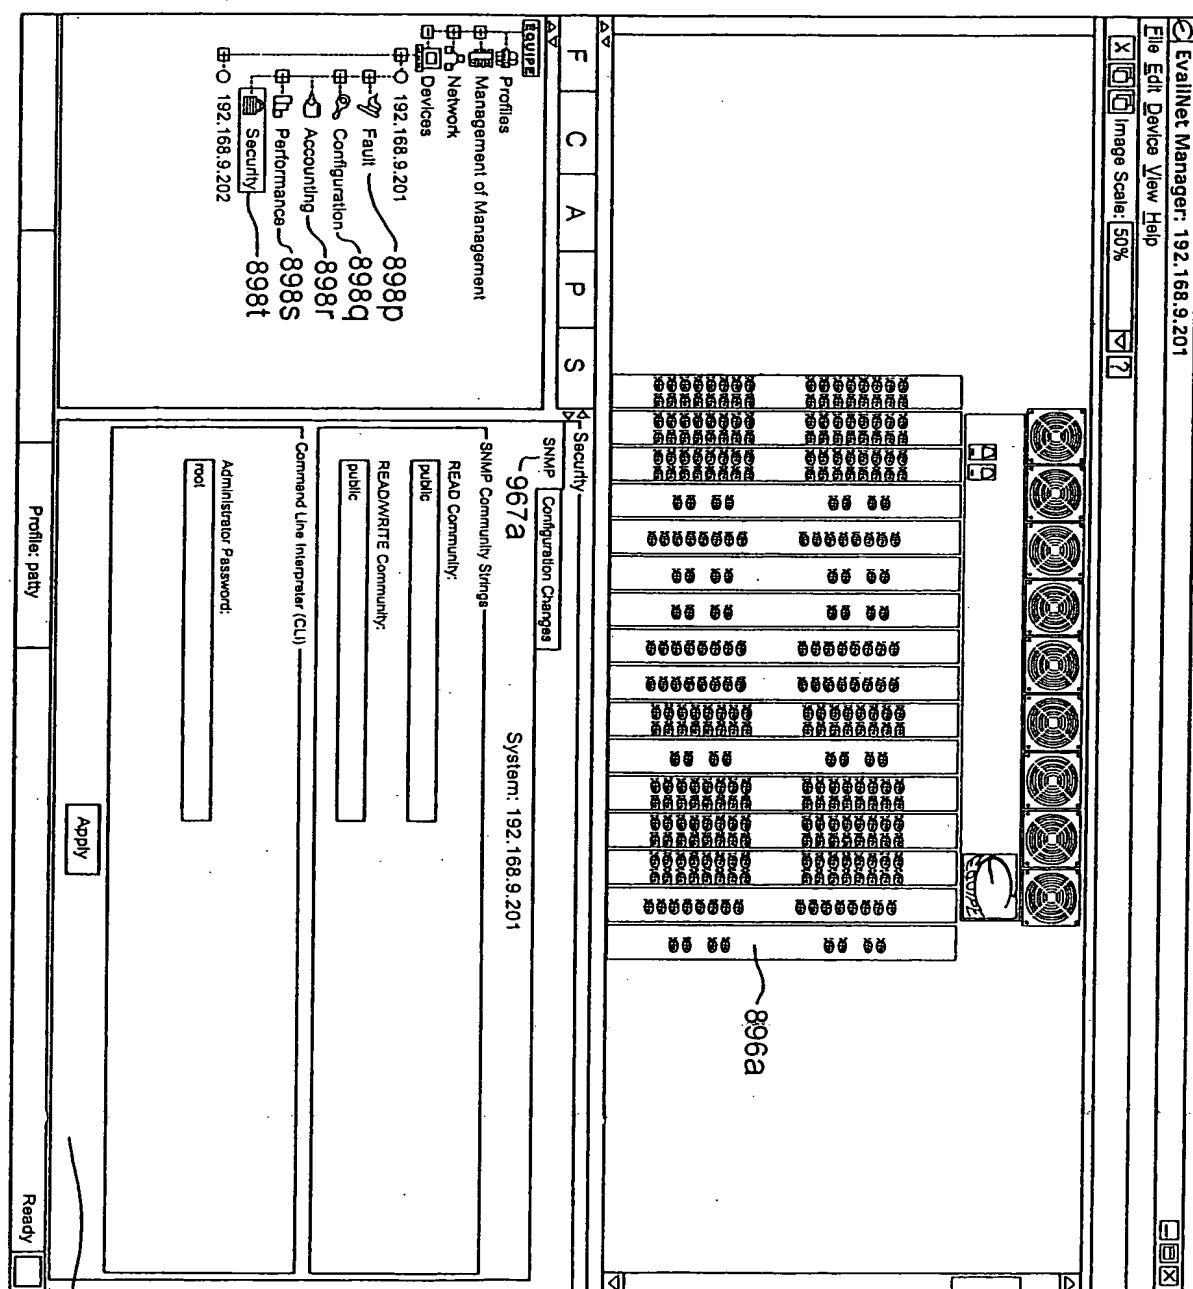 EvailNet Manager: 192.168.9.201
File Edit Device View Help
X Image Scale: 50% ?
896a
EQUIPE
F C A P S
EQUIPE
Profiles
Management of Management
Network
Devices
192.168.9.201
Fault
898p
Configuration
898q
Accounting
898r
Performance
898s
Security
898t
192.168.9.202
Security
SNMP Configuration Changes
967a
System: 192.168.9.201
SNMP Community Strings
READ Community:
public
READ/WRITE Community:
public
Command Line Interpreter (CLI)
Administrator Password:
root
Apply
Profile: patty
Ready